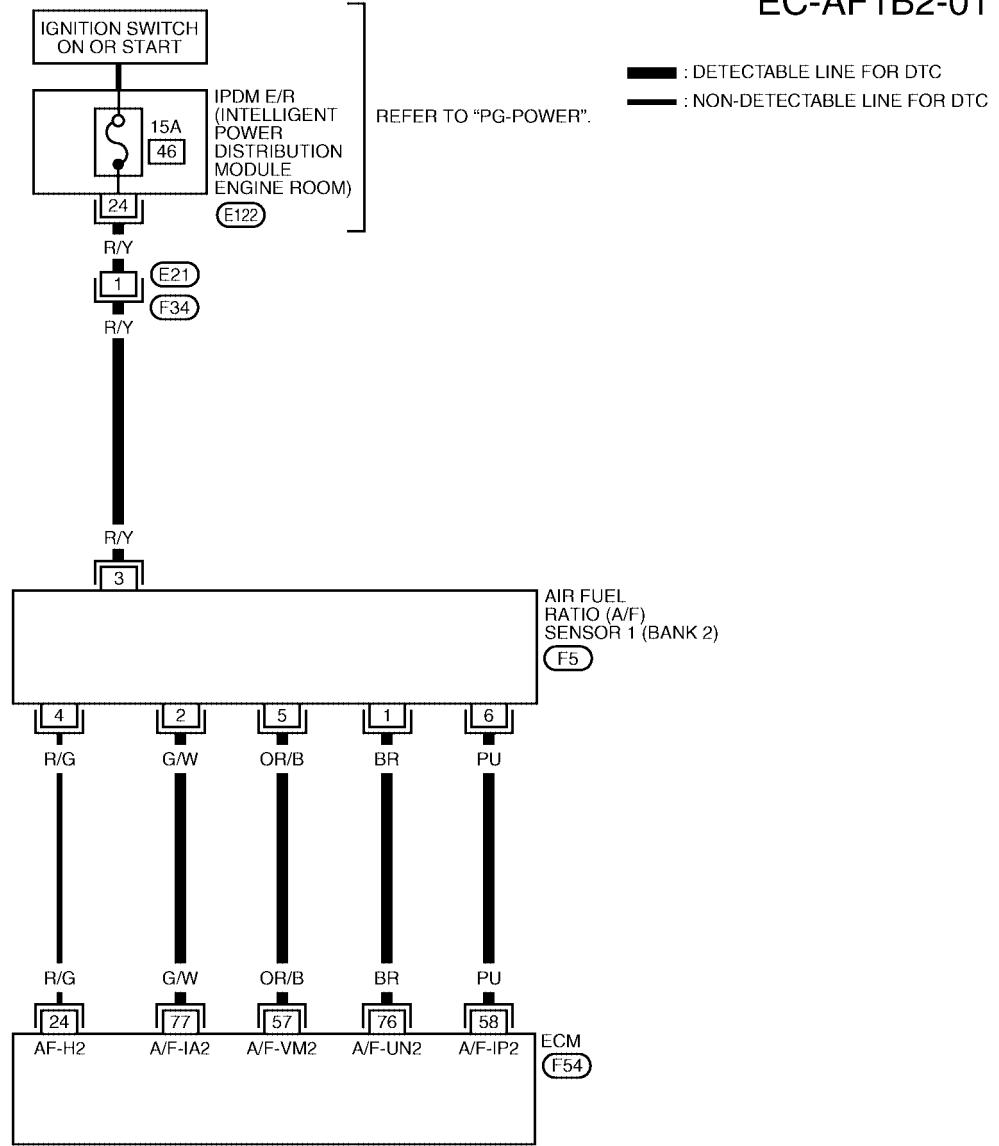 EC-AF1B2-01
IGNITION SWITCH
ON OR START
: DETECTABLE LINE FOR DTC
: NON-DETECTABLE LINE FOR DTC
IPDM E/R
(INTELLIGENT
POWER
DISTRIBUTION
MODULE
ENGINE ROOM)
E122
15A
46
REFER TO “PG-POWER”.
24
R/Y
1
E21
F34
R/Y
R/Y
3
AIR FUEL
RATIO (A/F)
SENSOR 1 (BANK 2)
F5
4 2 5 1 6
R/G G/W OR/B BR PU
R/G G/W OR/B BR PU
24 77 57 76 58
AF-H2 A/F-IA2 A/F-VM2 A/F-UN2 A/F-IP2
ECM
F54